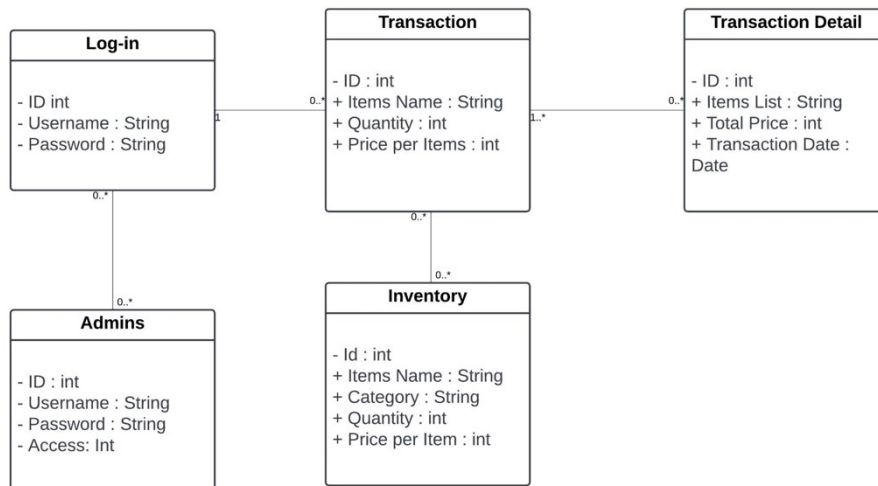 Log-in
- ID int
- Username : String
- Password : String
1
0..*
0..*
Transaction
- ID : int
+ Items Name : String
+ Quantity : int
+ Price per Items : int
1..*
0..*
0..*
Transaction Detail
- ID : int
+ Items List : String
+ Total Price : int
+ Transaction Date :
Date
0..*
Admins
- ID : int
- Username : String
- Password : String
- Access: Int
0..*
Inventory
- Id : int
+ Items Name : String
+ Category : String
+ Quantity : int
+ Price per Item : int